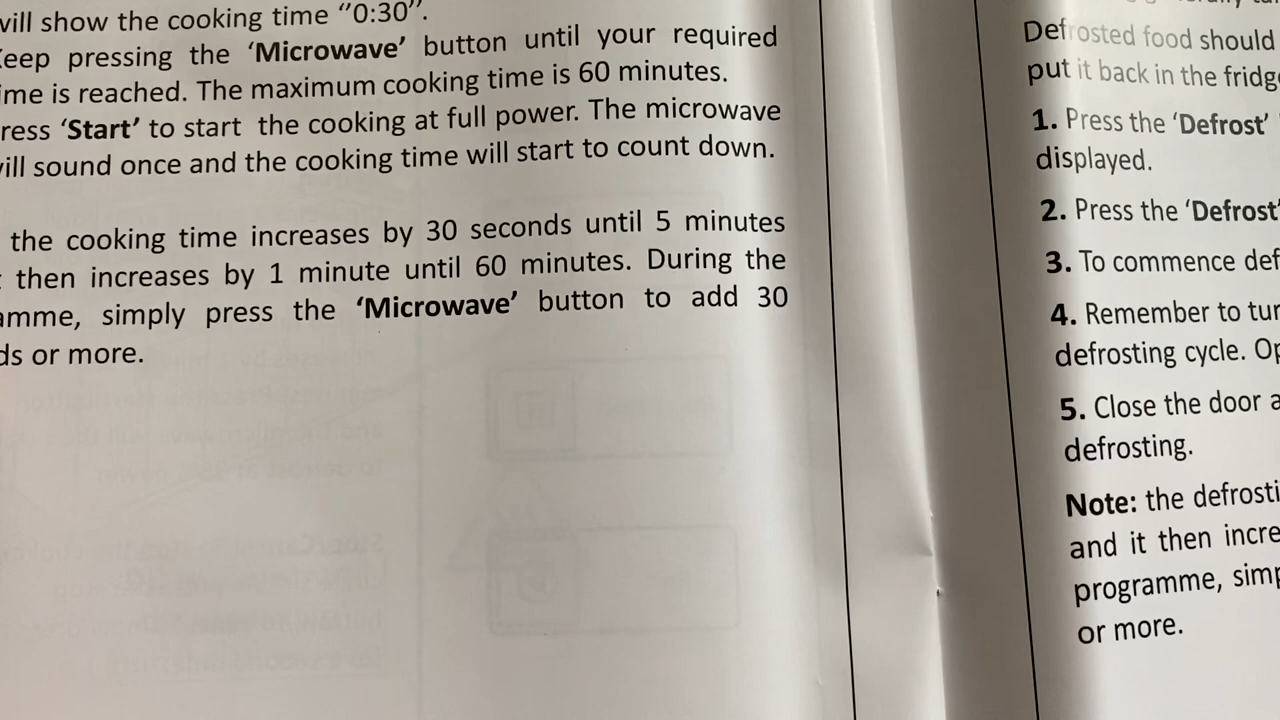 will show the cooking time "0:30".
Keep pressing the 'Microwave' button until your required
time is reached. The maximum cooking time is 60 minutes.
ress 'Start' to start the cooking at full power. The microwave
will sound once and the cooking time will start to count down.
the cooking time increases by 30 seconds until 5 minutes
then increases by 1 minute until 60 minutes. During the
amme, simply press the 'Microwave' button to add 30
ds or more.
Defrosted food should
put it back in the fridge
1. Press the 'Defrost'
displayed.
2. Press the 'Defrost'
3. To commence def
4. Remember to tur
defrosting cycle. Op
5. Close the door a
defrosting.
Note: the defrosti
and it then incre
programme, simp
or more.